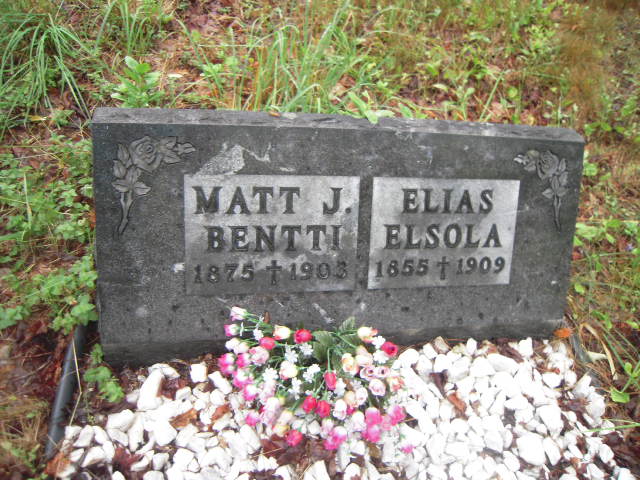 MATT J.
BENTTI
1875 † 1903
ELIAS
ELSOLA
1855 † 1909